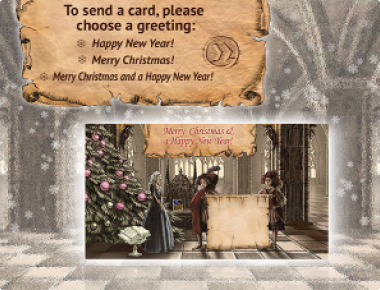 To send a card, please
choose a greeting:
Happy New Year!
Merry Christmas!
Merry Christmas and a Happy New Year!
Merry Christmas &
a Happy New Year!